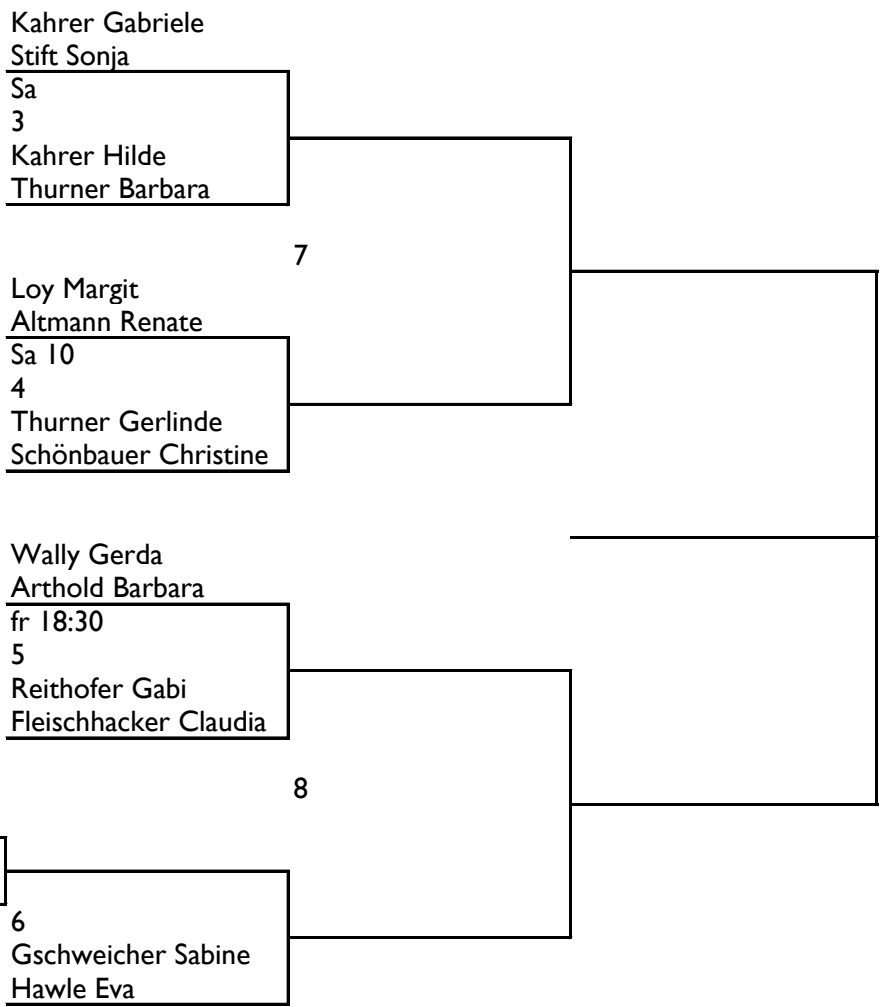 Kahrer Gabriele
Stift Sonja
Sa
3
Kahrer Hilde
Thurner Barbara
7
Loy Margit
Altmann Renate
Sa 10
4
Thurner Gerlinde
Schönbauer Christine
Wally Gerda
Arthold Barbara
fr 18:30
5
Reithofer Gabi
Fleischhacker Claudia
8
6
Gschweicher Sabine
Hawle Eva